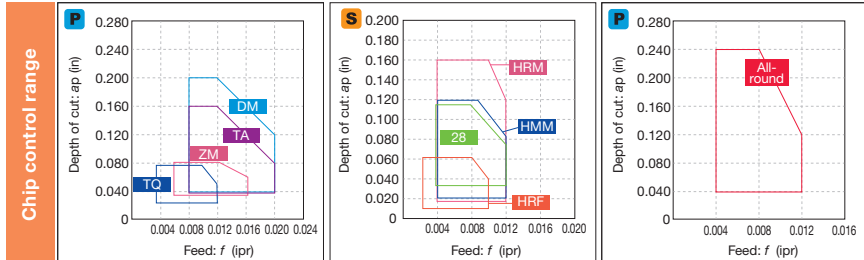 Chip control range
P
Depth of cut: ap (in)
0.280
0.240
0.200
0.160
0.120
0.080
0.040
0
DM
TA
ZM
TQ
0.004 0.008 0.012 0.016 0.020 0.024
Feed: f (ipr)
S
Depth of cut: ap (in)
0.200
0.180
0.160
0.140
0.120
0.100
0.080
0.060
0.040
0.020
0
HRM
HMM
28
HRF
0.004 0.008 0.012 0.016 0.020
Feed: f (ipr)
P
Depth of cut: ap (in)
0.280
0.240
0.200
0.160
0.120
0.080
0.040
0
All-
round
0.004 0.008 0.012 0.016
Feed: f (ipr)